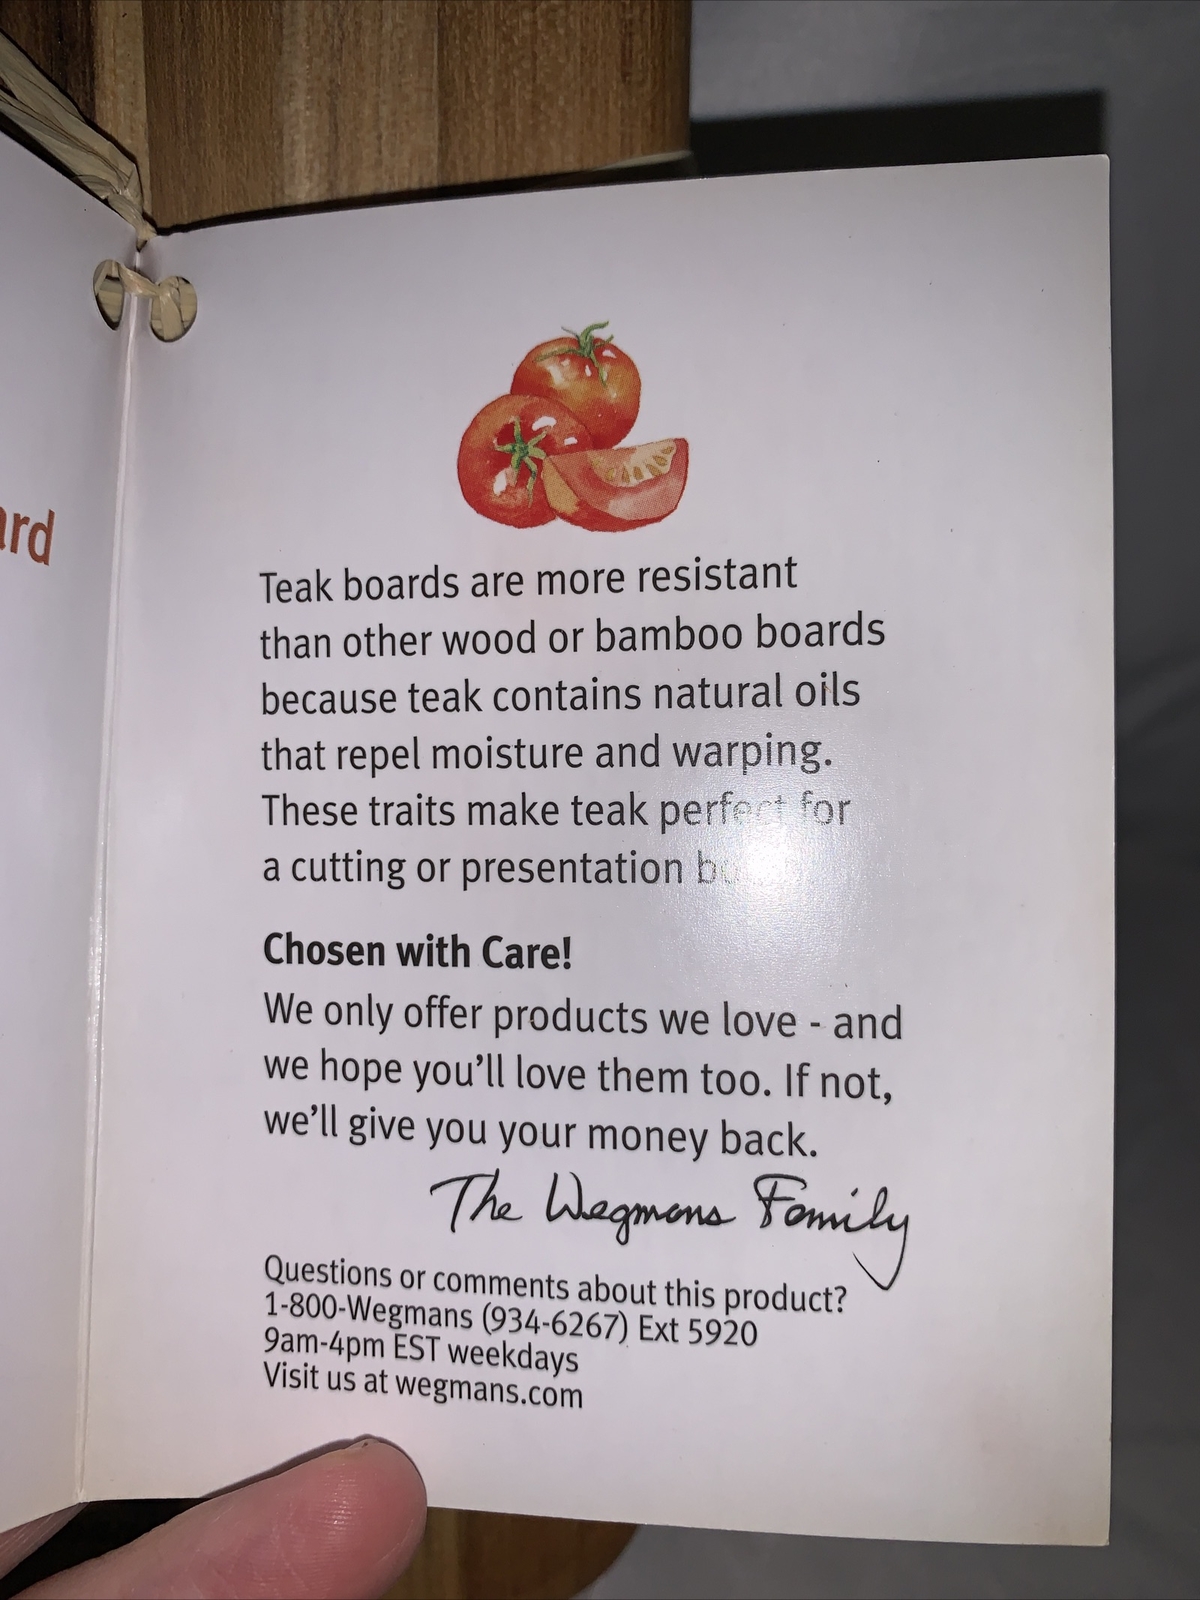 ard
Teak boards are more resistant
than other wood or bamboo boards
because teak contains natural oils
that repel moisture and warping.
These traits make teak perfect for
a cutting or presentation
Chosen with Care!
We only offer products we love - and
we hope you'll love them too. If not,
we'll give you your money back.
The Wegmans Family
Questions or comments about this product?
1-800-Wegmans (934-6267) Ext 5920
9am-4pm EST weekdays
Visit us at wegmans.com